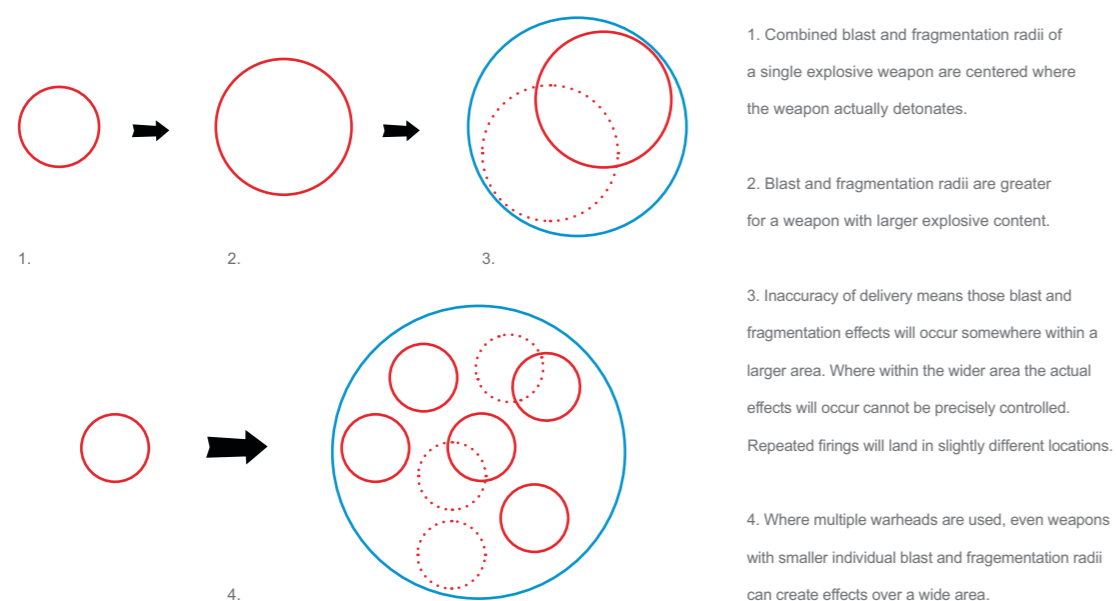 1. Combined blast and fragmentation radii of
a single explosive weapon are centered where
the weapon actually detonates.
2. Blast and fragmentation radii are greater
for a weapon with larger explosive content.
1.
2.
3.
3. Inaccuracy of delivery means those blast and
fragmentation effects will occur somewhere within a
larger area. Where within the wider area the actual
effects will occur cannot be precisely controlled.
Repeated firings will land in slightly different locations.
4. Where multiple warheads are used, even weapons
with smaller individual blast and fragementation radii
can create effects over a wide area.
4.